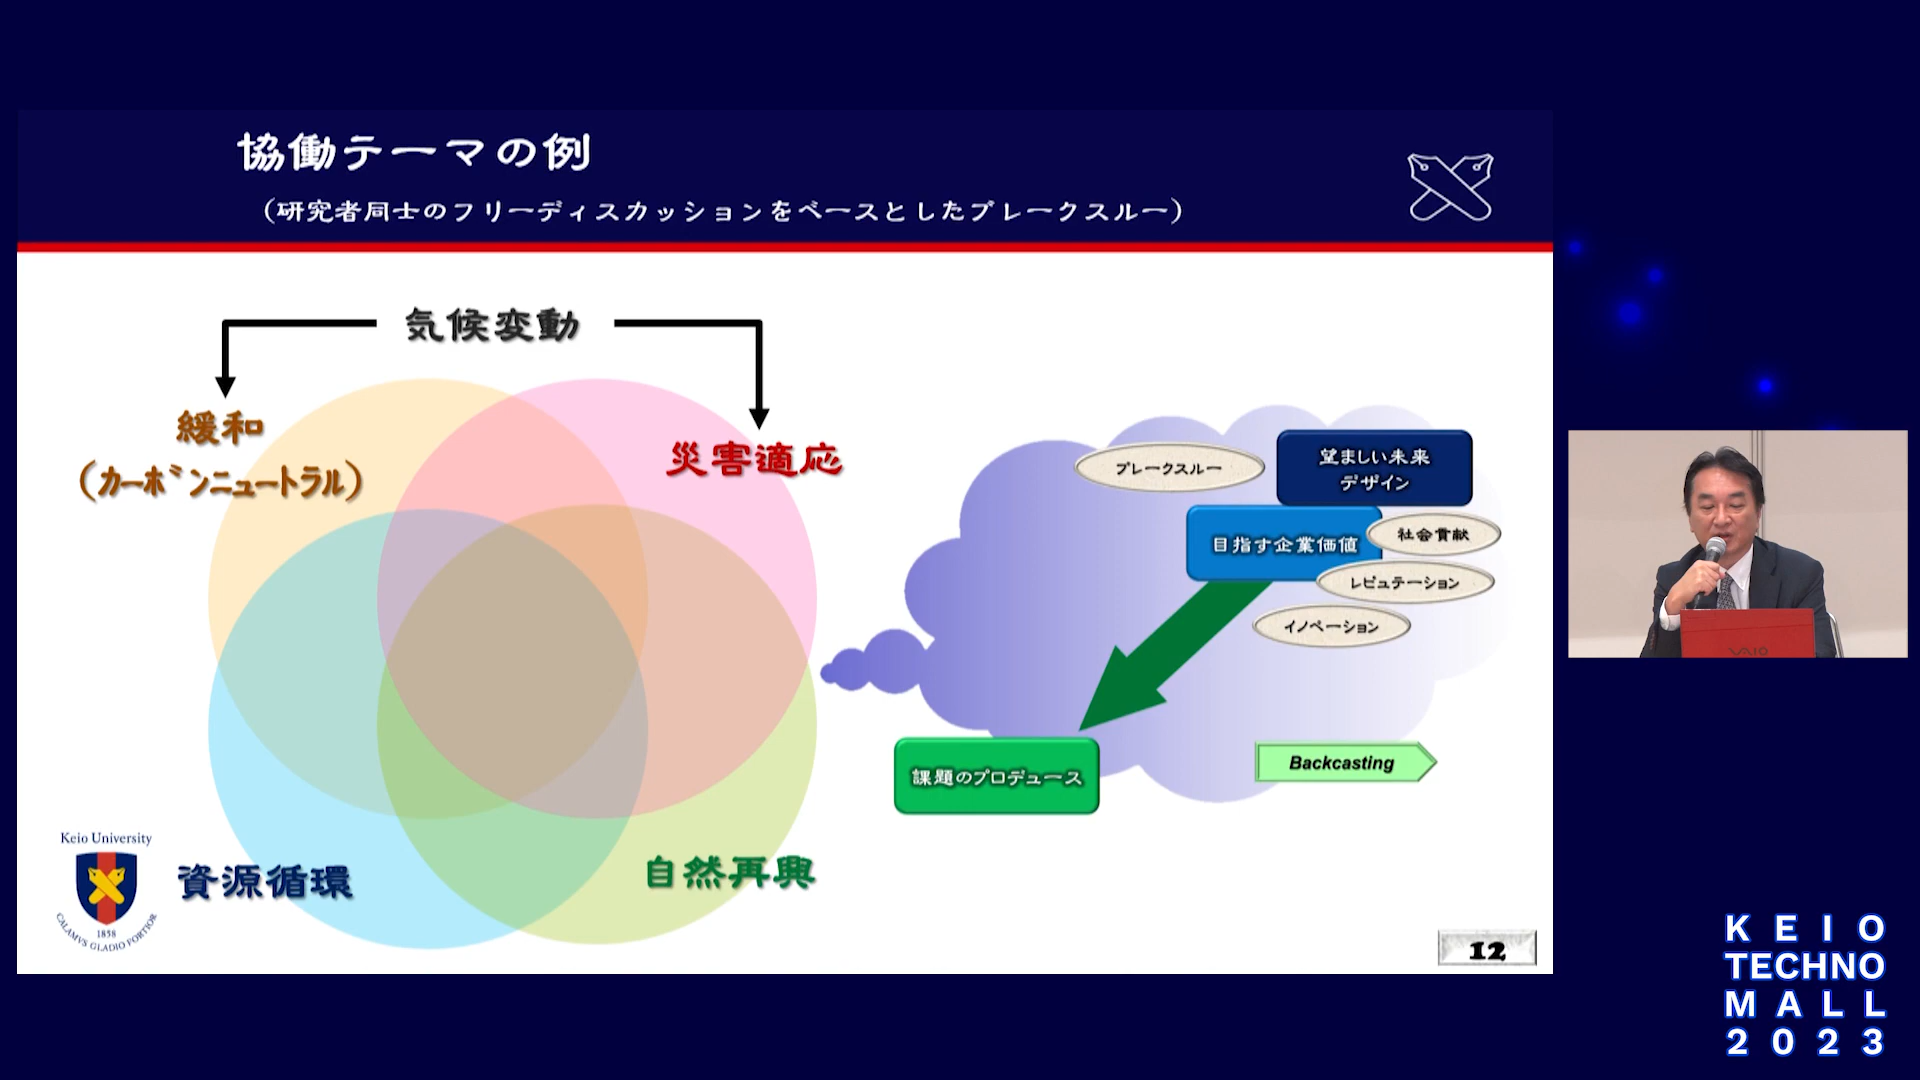 協働テーマの例
（研究者同士のフリーディスカッションをベースとしたブレークスルー）
気候変動
緩和
（カーボンニュートラル）
災害適応
資源循環
自然再興
ブレークスルー
望ましい未来
デザイン
目指す企業価値
社会貢献
レピュテーション
イノベーション
課題のプロデュース
Backcasting
Keio University
1858
CALAMVS GLADIO FORTIOR
12
VAIO
KEIO
TECHNO
MALL
2023